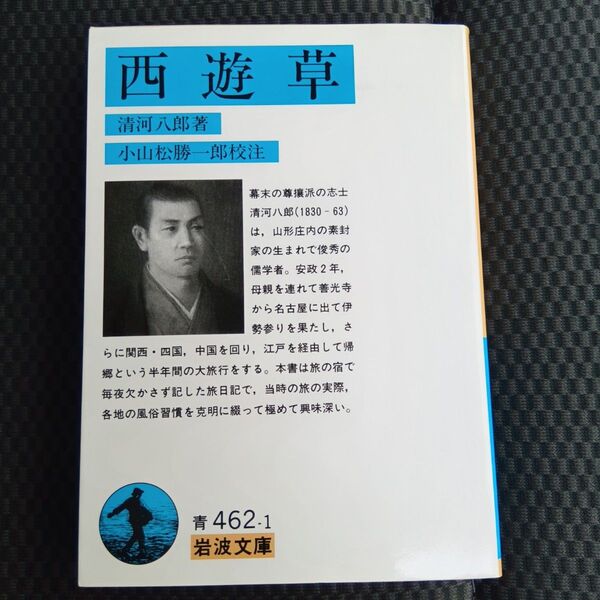 西遊草
清河八郎著
小山松勝一郎校注
幕末の尊攘派の志士
清河八郎(1830‐63)
は，山形庄内の素封
家の生まれで俊秀の
儒学者。安政2年，
母親を連れて善光寺
から名古屋に出て伊
勢参りを果たし，さ
らに関西・四国，中国を回り，江戸を経由して帰
郷という半年間の大旅行をする。本書は旅の宿で
毎夜欠かさず記した旅日記で，当時の旅の実際，
各地の風俗習慣を克明に綴って極めて興味深い。
青 462-1
岩波文庫